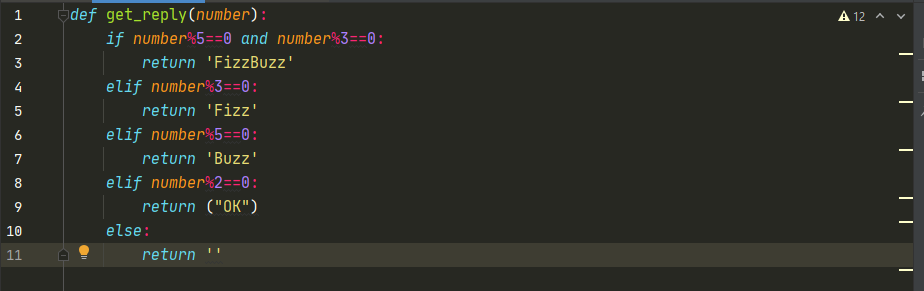 1 def get_reply(number):
2 if number%5==0 and number%3==0:
3 return 'FizzBuzz'
4 elif number%3==0:
5 return 'Fizz'
6 elif number%5==0:
7 return 'Buzz'
8 elif number%2==0:
9 return ("OK")
10 else:
11 return ''
12